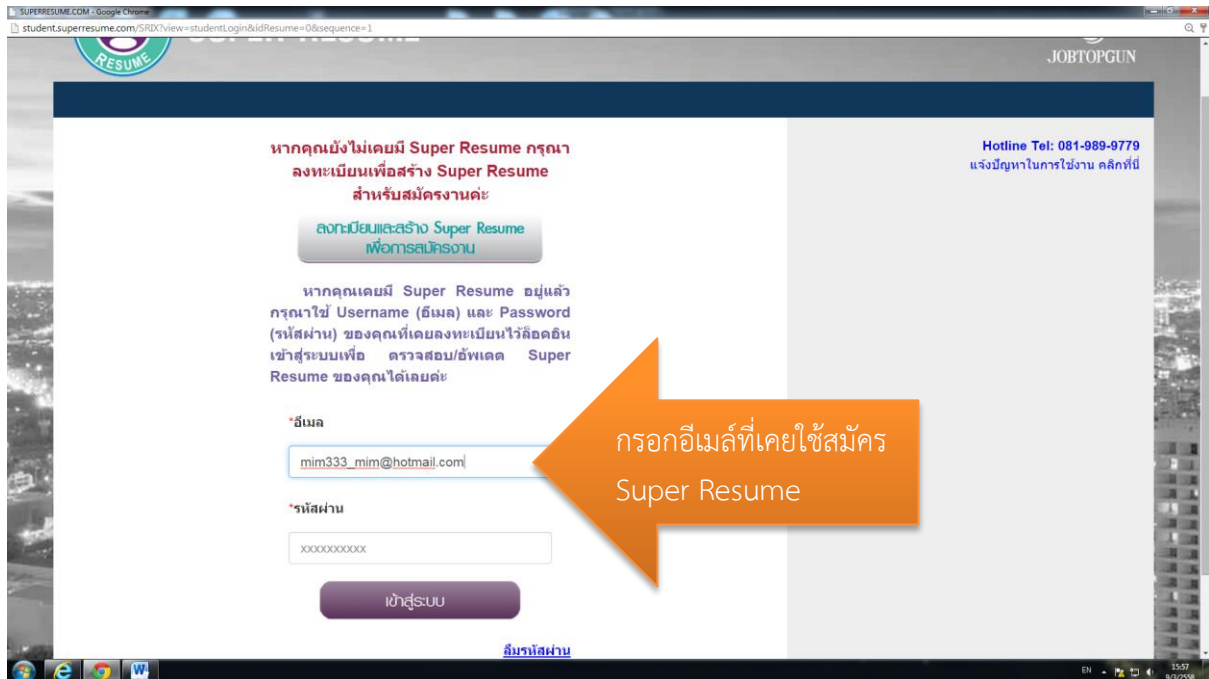 SUPERRESUME.COM - Google Chrome
student.superresume.com/SRIX?view=studentLogin&idResume=0&sequence=1
RESUME
JOBTOPGUN
หากคุณยังไม่เคยมี Super Resume กรุณา
ลงทะเบียนเพื่อสร้าง Super Resume
สำหรับสมัครงานค่ะ
ลงทะเบียนและสร้าง Super Resume
เพื่อการสมัครงาน
หากคุณเคยมี Super Resume อยู่แล้ว
กรุณาใช้ Username (อีเมล) และ Password
(รหัสผ่าน) ของคุณที่เคยลงทะเบียนไว้ล็อคอิน
เข้าสู่ระบบเพื่อ ตรวจสอบ/อัพเดต Super
Resume ของคุณได้เลยค่ะ
*อีเมล
mim333_mim@hotmail.com
*รหัสผ่าน
xxxxxxxxxx
เข้าสู่ระบบ
ลืมรหัสผ่าน
กรอกอีเมล์ที่เคยใช้สมัคร
Super Resume
Hotline Tel: 081-989-9779
แจ้งปัญหาในการใช้งาน คลิกที่นี่
EN
15:57
9/3/2558